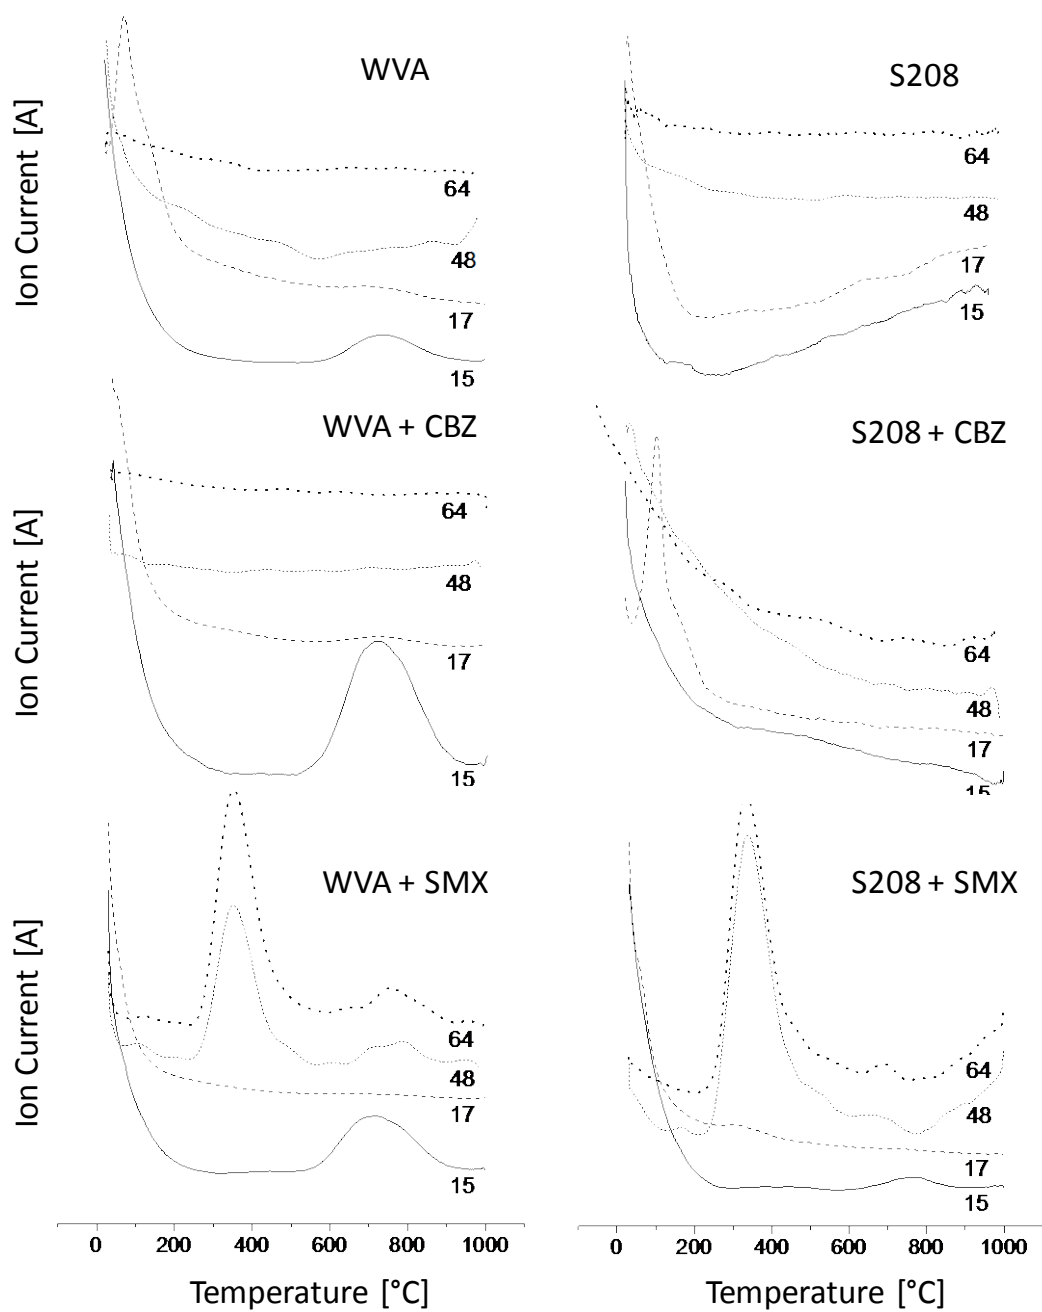 WVA
S208
Ion Current [A]
64
48
17
15
64
48
17
15
WVA + CBZ
S208 + CBZ
Ion Current [A]
64
48
17
15
64
48
17
15
WVA + SMX
S208 + SMX
Ion Current [A]
64
48
17
15
64
48
17
15
0 200 400 600 800 1000
0 200 400 600 800 1000
Temperature [°C]
Temperature [°C]